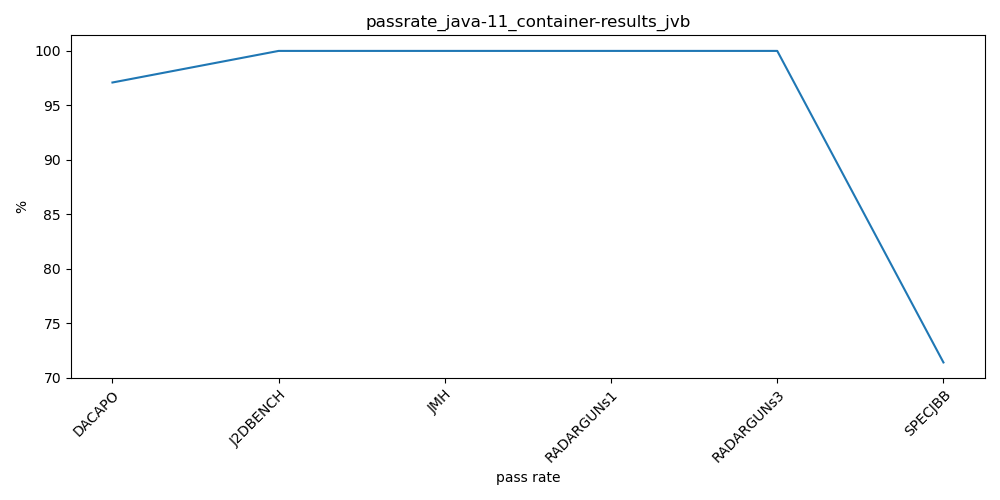 passrate_java-11_container-results_jvb
100
95
90
85
80
75
70
%
DACAPO
J2DBENCH
JMH
RADARGUNs1
RADARGUNs3
SPECJBB
pass rate